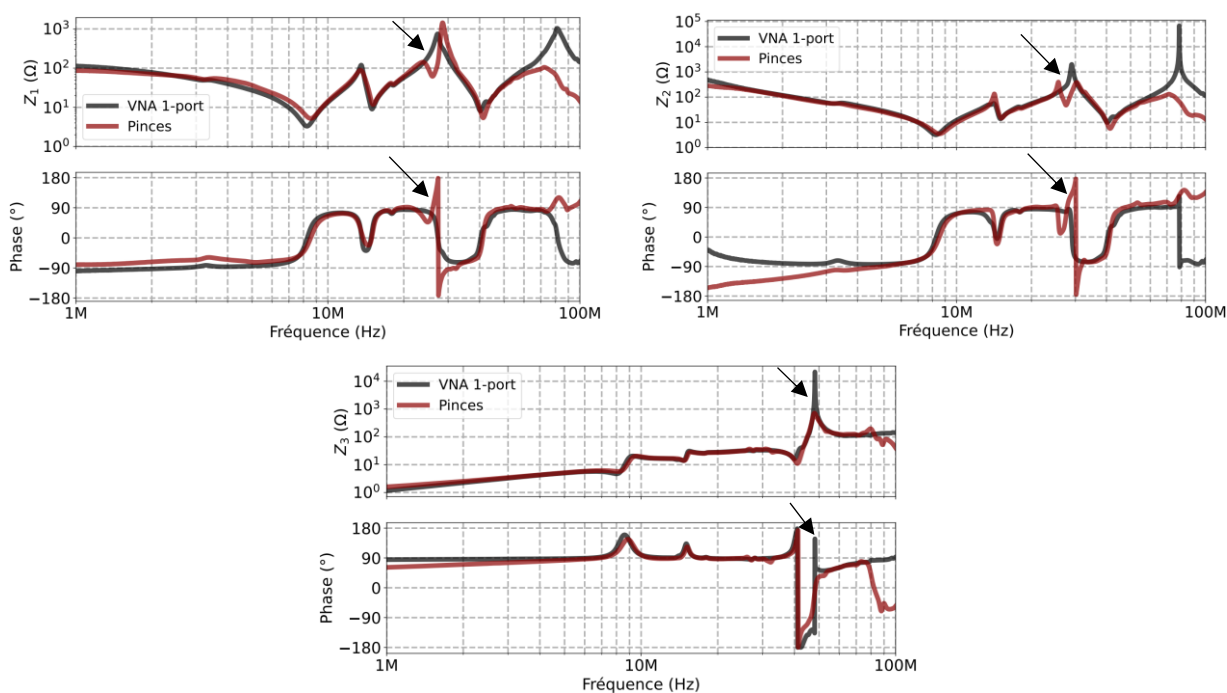 Z₁ (Ω)
10³
10²
10¹
10⁰
VNA 1-port
Pinces
Phase (°)
180
90
0
−90
−180
1M
10M
100M
Fréquence (Hz)
Z₂ (Ω)
10⁵
10⁴
10³
10²
10¹
10⁰
VNA 1-port
Pinces
Phase (°)
180
90
0
−90
−180
1M
10M
100M
Fréquence (Hz)
Z₃ (Ω)
10⁴
10³
10²
10¹
10⁰
VNA 1-port
Pinces
Phase (°)
180
90
0
−90
−180
1M
10M
100M
Fréquence (Hz)